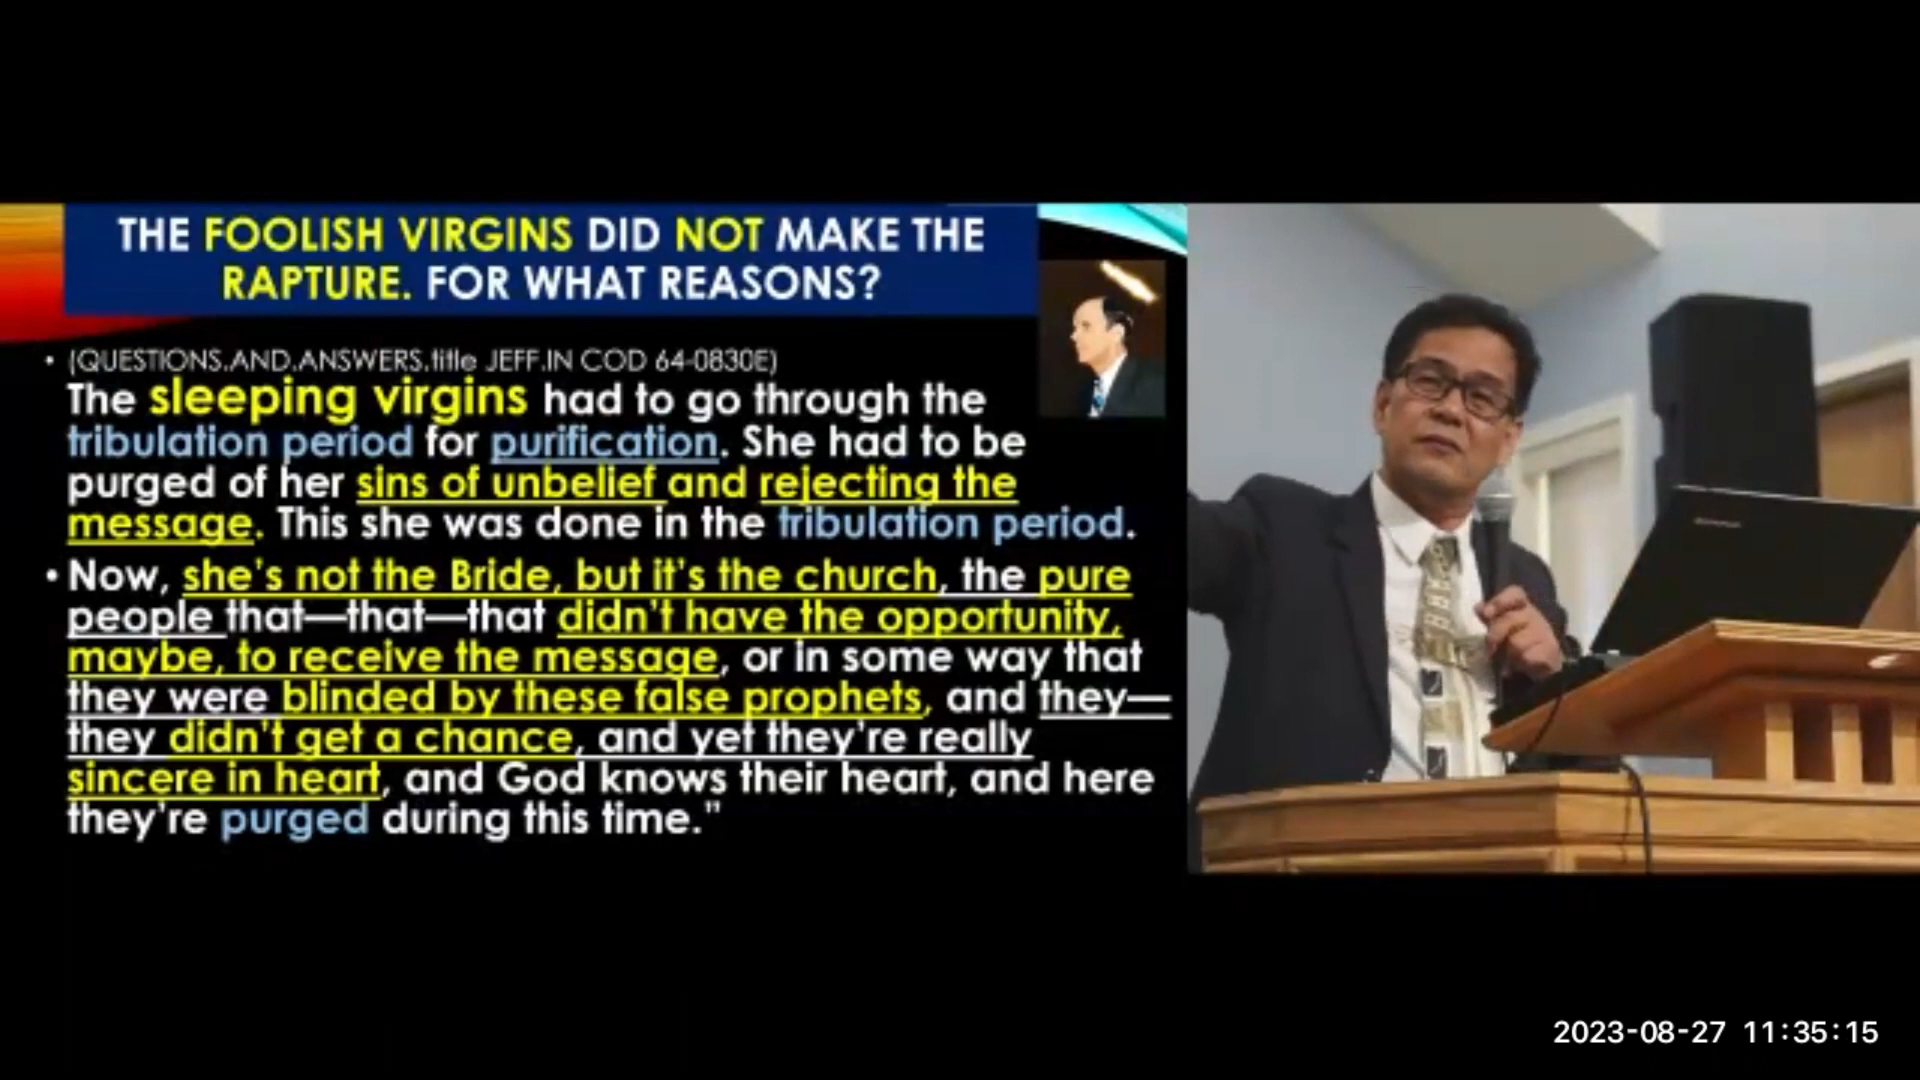 THE FOOLISH VIRGINS DID NOT MAKE THE
RAPTURE. FOR WHAT REASONS?
• (QUESTIONS.AND.ANSWERS.title JEFF.IN COD 64-0830E)
The sleeping virgins had to go through the
tribulation period for purification. She had to be
purged of her sins of unbelief and rejecting the
message. This she was done in the tribulation period.
• Now, she's not the Bride, but it's the church, the pure
people that—that—that didn't have the opportunity,
maybe, to receive the message, or in some way that
they were blinded by these false prophets, and they—
they didn't get a chance, and yet they're really
sincere in heart, and God knows their heart, and here
they're purged during this time."
2023-08-27 11:35:15